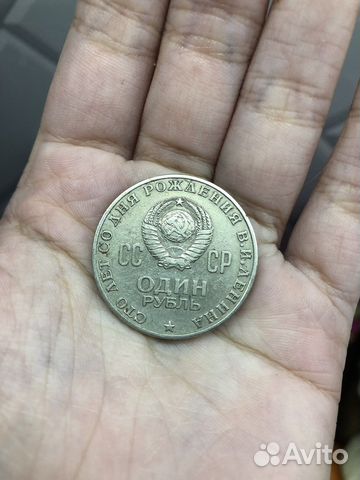 СТО ЛЕТ СО ДНЯ РОЖДЕНИЯ В.И.ЛЕНИНА
СС СР
ОДИН
РУБЛЬ
Avito